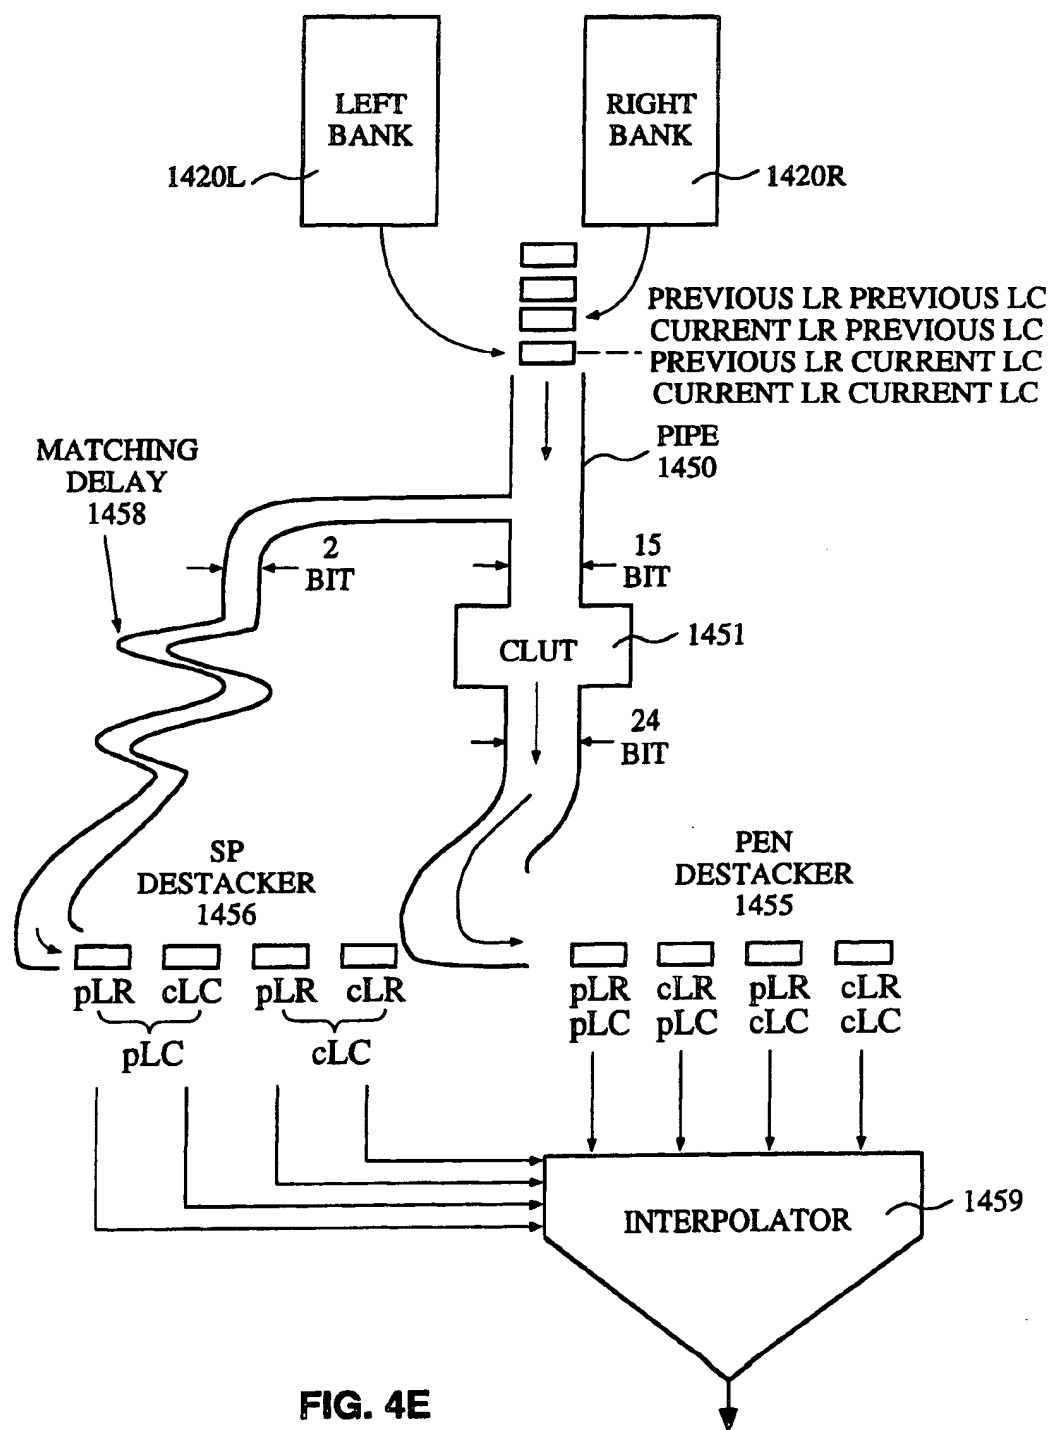 LEFT
BANK
RIGHT
BANK
1420L
1420R
PREVIOUS LR PREVIOUS LC
CURRENT LR PREVIOUS LC
PREVIOUS LR CURRENT LC
CURRENT LR CURRENT LC
PIPE
1450
MATCHING
DELAY
1458
2
BIT
15
BIT
CLUT
1451
24
BIT
SP
DESTACKER
1456
PEN
DESTACKER
1455
pLR cLC pLR cLR
pLC cLC
pLR cLR pLR cLR
pLC pLC cLC cLC
INTERPOLATOR
1459
FIG. 4E